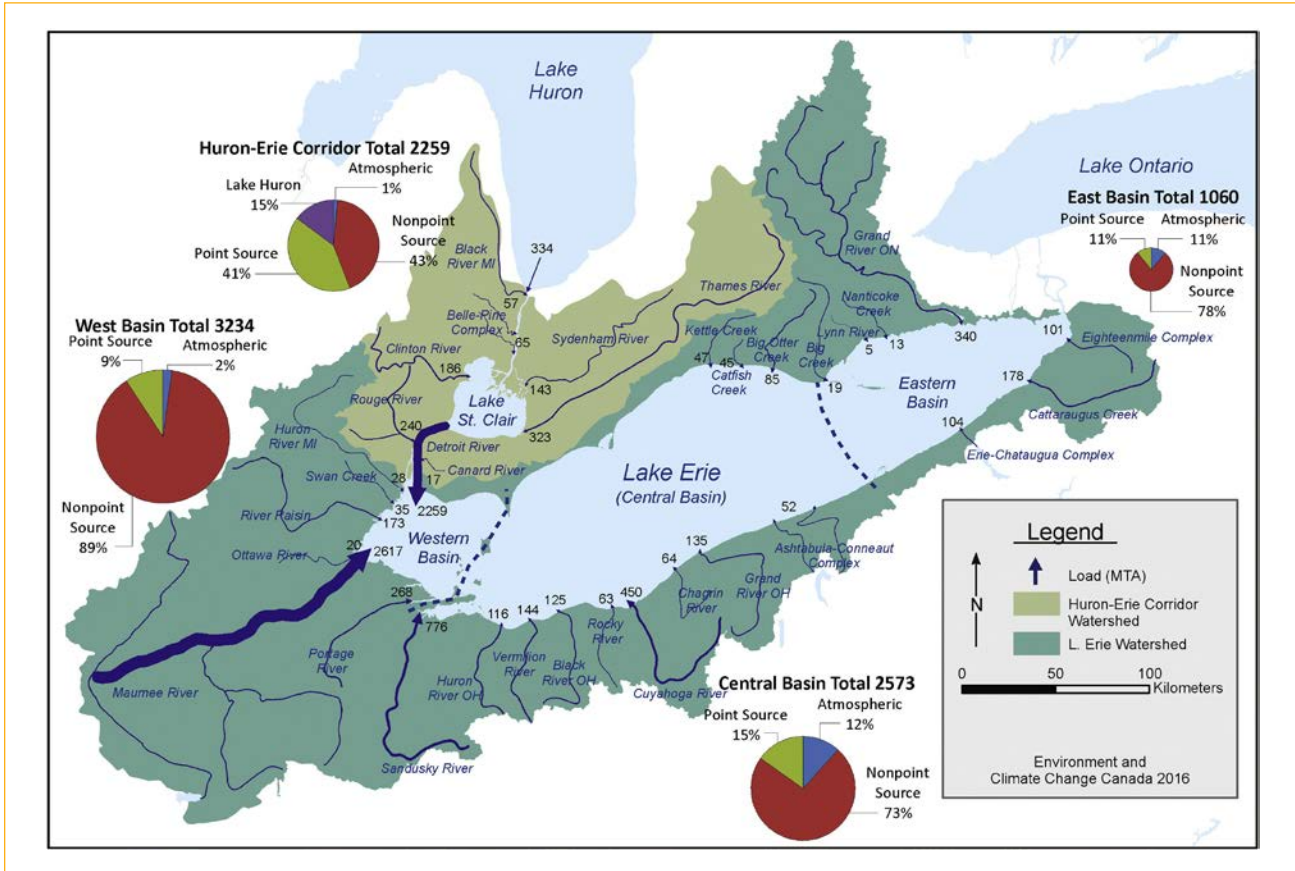 Lake
Huron
Huron-Erie Corridor Total 2259
Atmospheric
1%
Lake Huron
15%
Nonpoint
Source
43%
Point Source
41%
Lake Ontario
East Basin Total 1060
Point Source
11%
Atmospheric
11%
Nonpoint
Source
78%
Black
River MI
334
57
Belle-Pine
Complex
65
Grand
River ON
Thames River
Nanticoke
Creek
West Basin Total 3234
Point Source
9%
Atmospheric
2%
Nonpoint
Source
89%
Clinton River
186
Sydenham River
143
Kettle Creek
47
Big Otter
Creek
45
Catfish
Creek
85
Big
Creek
19
Lynn River
5
13
340
101
Eighteenmile Complex
Rouge River
Lake
St. Clair
323
Eastern
Basin
178
Cattaraugus Creek
104
Erie-Chataugua Complex
240
Detroit River
Canard River
17
Huron
River MI
Swan Creek
28
35
2259
Lake Erie
(Central Basin)
River Raisin
173
Ottawa River
20
2617
Western
Basin
52
Ashtabula-Conneaut
Complex
135
64
Grand
River OH
Chagrin
River
268
776
116
144
125
63
450
Rocky
River
Portage
River
Huron
River OH
Vermilion
River
Black
River OH
Cuyahoga River
Maumee River
Sandusky River
Central Basin Total 2573
Point Source
15%
Atmospheric
12%
Nonpoint
Source
73%
Legend
Load (MTA)
Huron-Erie Corridor
Watershed
L. Erie Watershed
N
0
50
100
Kilometers
Environment and
Climate Change Canada 2016